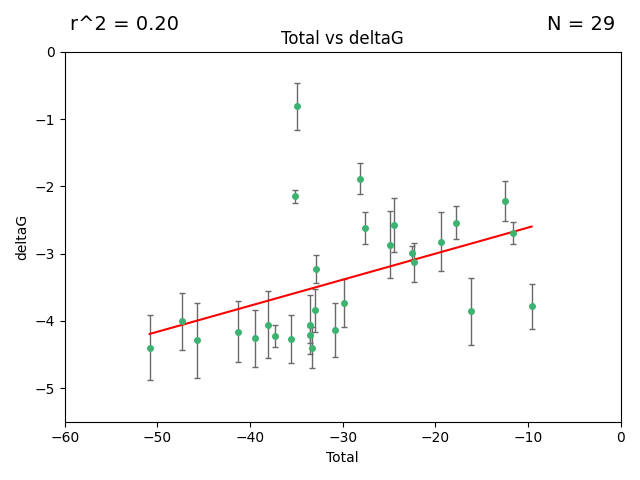 r^2 = 0.20
N = 29
Total vs deltaG
0
−1
−2
−3
−4
−5
deltaG
−60
−50
−40
−30
−20
−10
0
Total